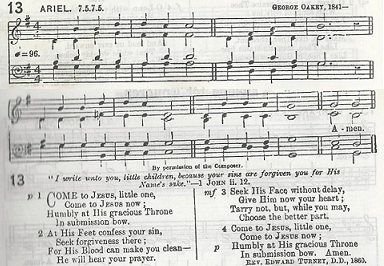 13 ARIEL. 7.5.7.5. GEORGE OAKEY, 1841—
=96.
A - men.
By permission of the Composer.
13 "I write unto you, little children, because your sins are forgiven you for His
Name's sake."—1 JOHN ii. 12.
p 1 COME to Jesus, little one,
Come to Jesus now;
Humbly at His gracious Throne
In submission bow.
2 At His Feet confess your sin,
Seek forgiveness there;
For His Blood can make you clean—
He will hear your prayer.
mf 3 Seek His Face without delay,
Give Him now your heart;
Tarry not, but, while you may,
Choose the better part.
4 Come to Jesus, little one,
Come to Jesus now;
p Humbly at His gracious Throne
In submission bow. Amen.
REV. EDWARD TURNEY, D.D., 1860.